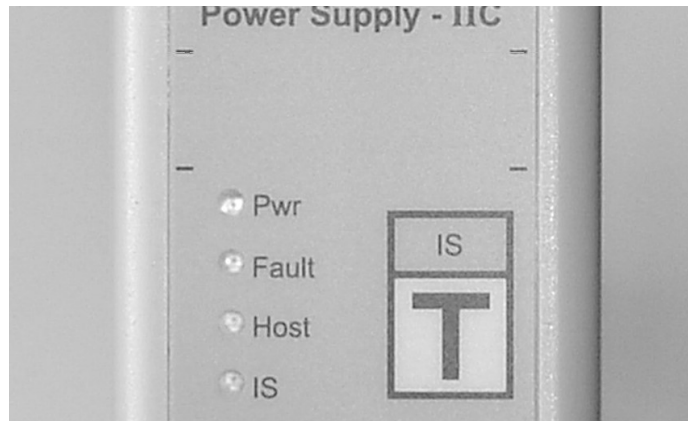 Power Supply - IIC
Pwr
Fault
IS
Host
T
IS